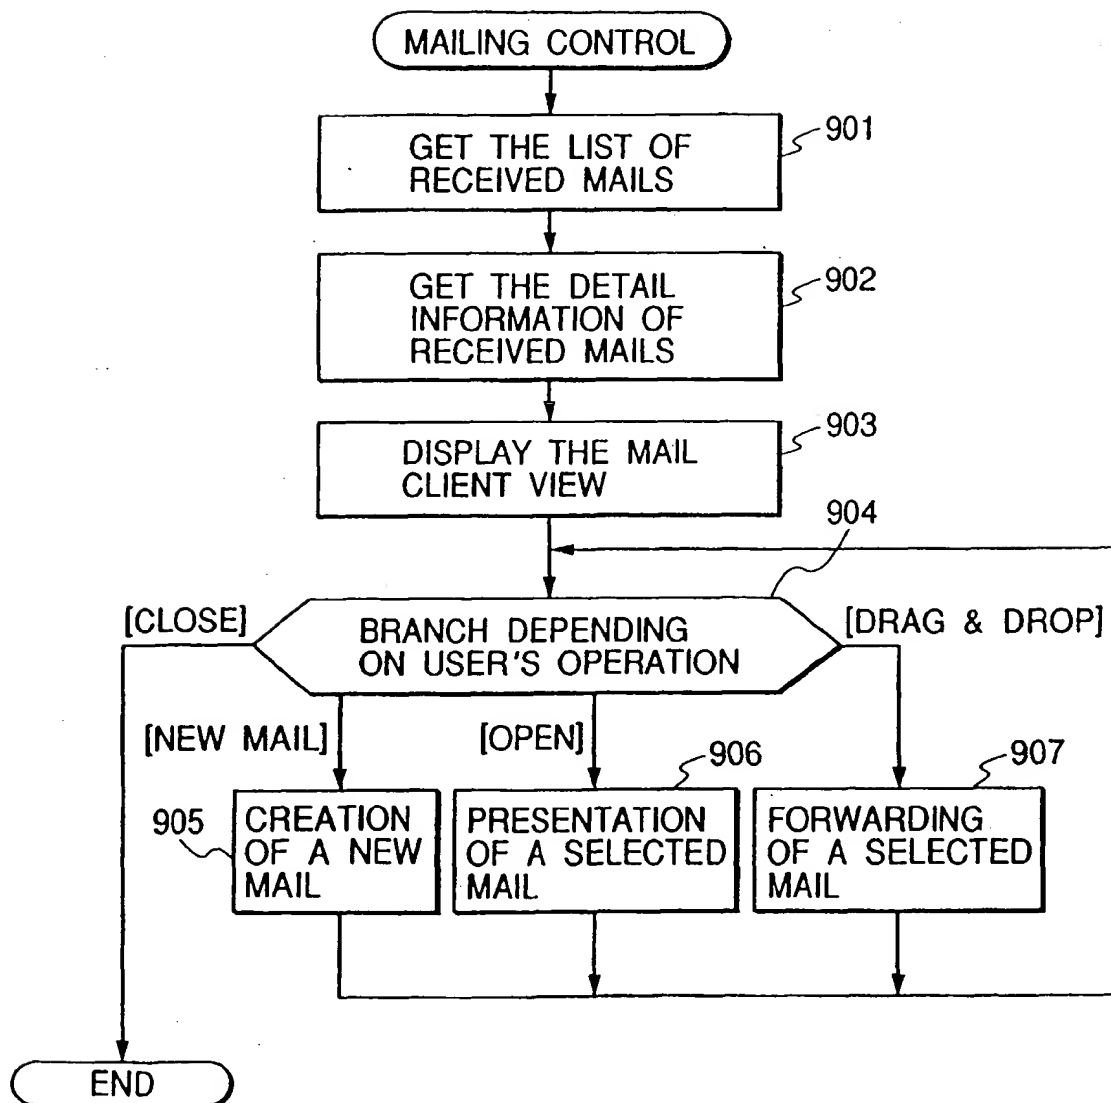 MAILING CONTROL
901
GET THE LIST OF
RECEIVED MAILS
902
GET THE DETAIL
INFORMATION OF
RECEIVED MAILS
903
DISPLAY THE MAIL
CLIENT VIEW
904
[CLOSE]
BRANCH DEPENDING
ON USER'S OPERATION
[DRAG & DROP]
[NEW MAIL]
[OPEN]
905
CREATION
OF A NEW
MAIL
906
PRESENTATION
OF A SELECTED
MAIL
907
FORWARDING
OF A SELECTED
MAIL
END